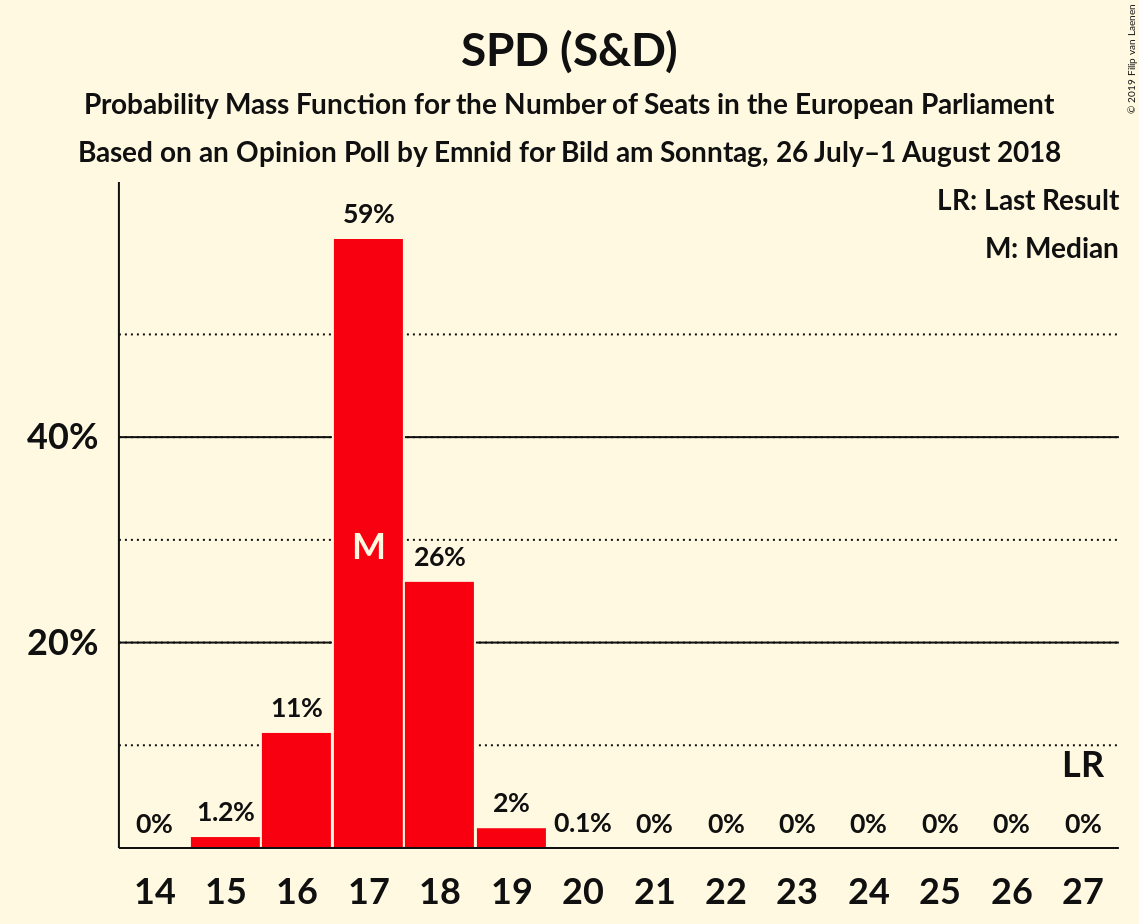 SPD (S&D)
Probability Mass Function for the Number of Seats in the European Parliament
Based on an Opinion Poll by Emnid for Bild am Sonntag, 26 July–1 August 2018
© 2019 Filip van Laenen
LR: Last Result
M: Median
59%
40%
M
26%
20%
11%
LR
0%
1.2%
2%
0.1%
0%
0%
0%
0%
0%
0%
0%
14 15 16 17 18 19 20 21 22 23 24 25 26 27